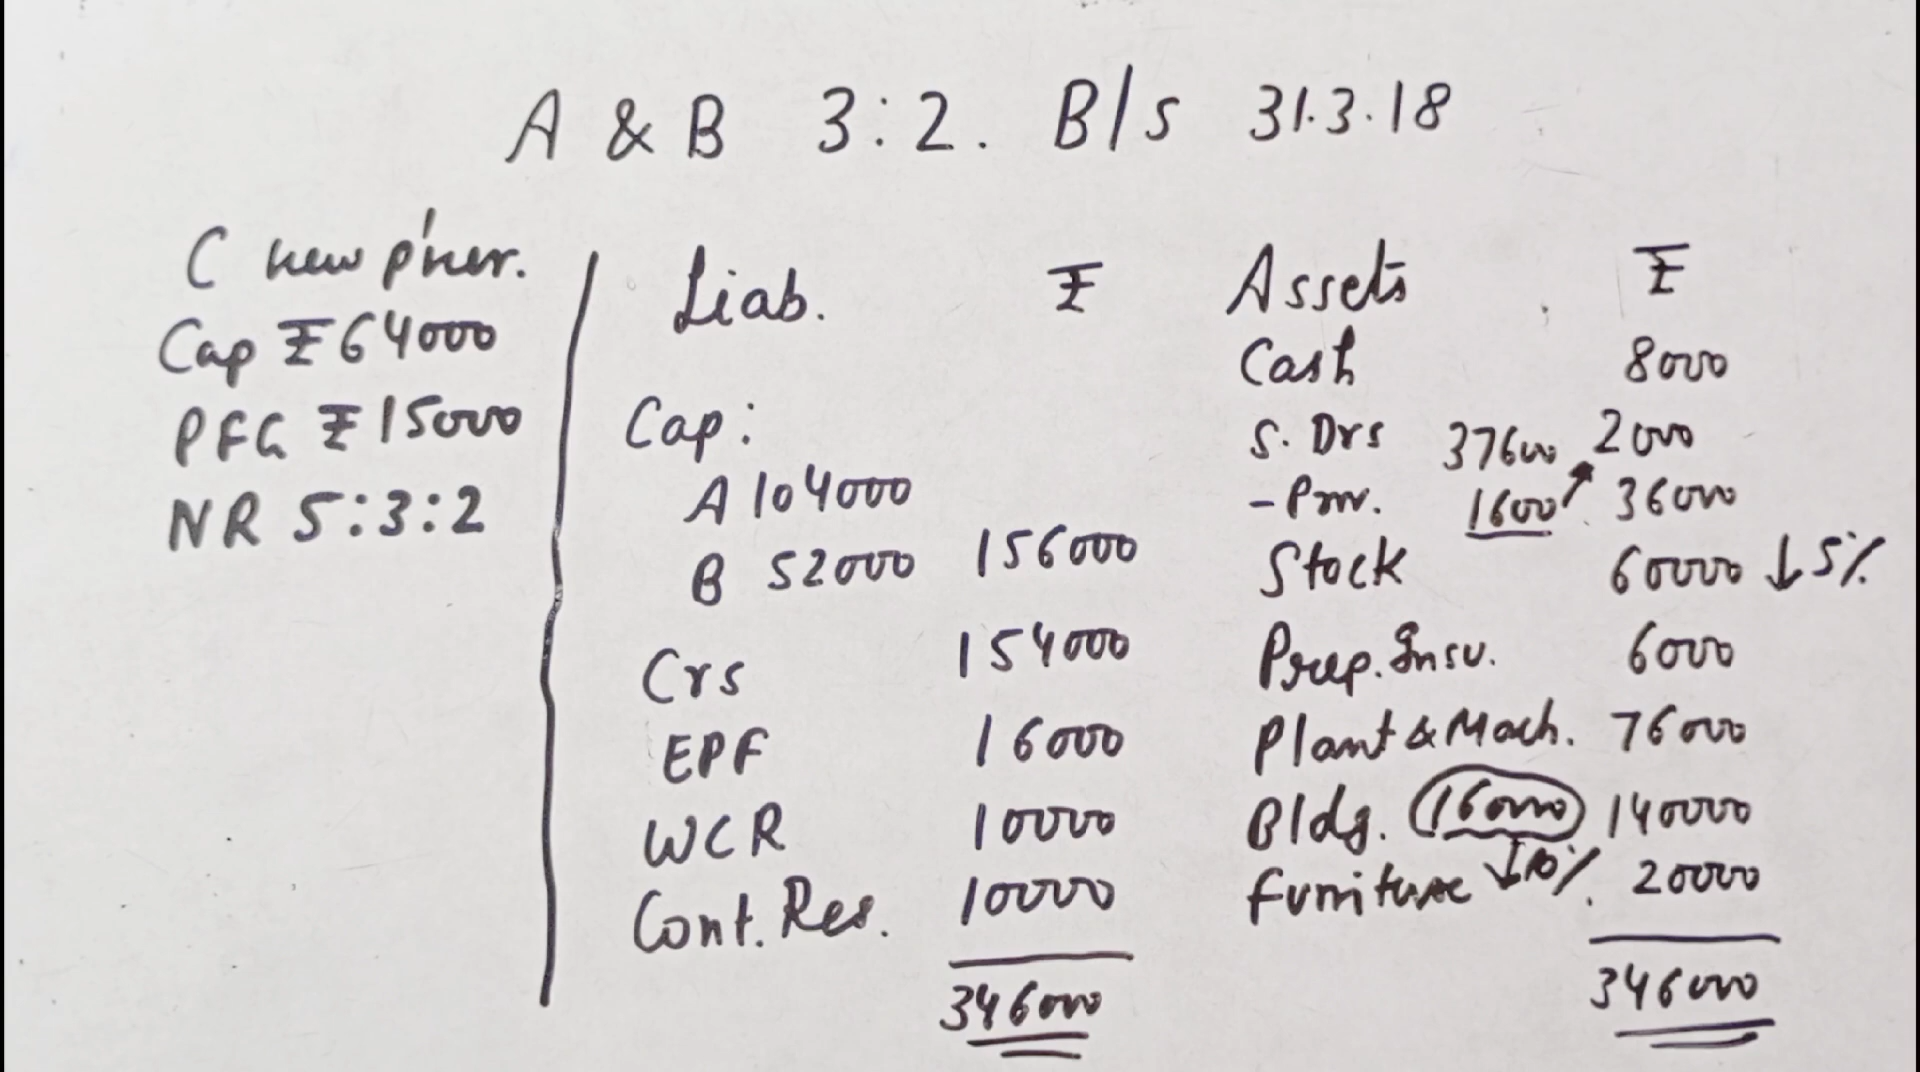 A & B 3:2. B/s 31.3.18
C new p'ner.
Cap ₹64000
PFG ₹15000
NR 5:3:2
Liab. ₹ Assets ₹
Cash 8000
Cap: S. Drs 37600 2000
A 104000 -Prov. 1600 36000
B 52000 156000 Stock 60000 ↓5%
Crs 154000 Prep. Insu. 6000
EPF 16000 Plant & Mach. 76000
WCR 10000 Bldg. 16000 140000
Cont. Res. 10000 Furniture ↓10%. 20000
346000 346000